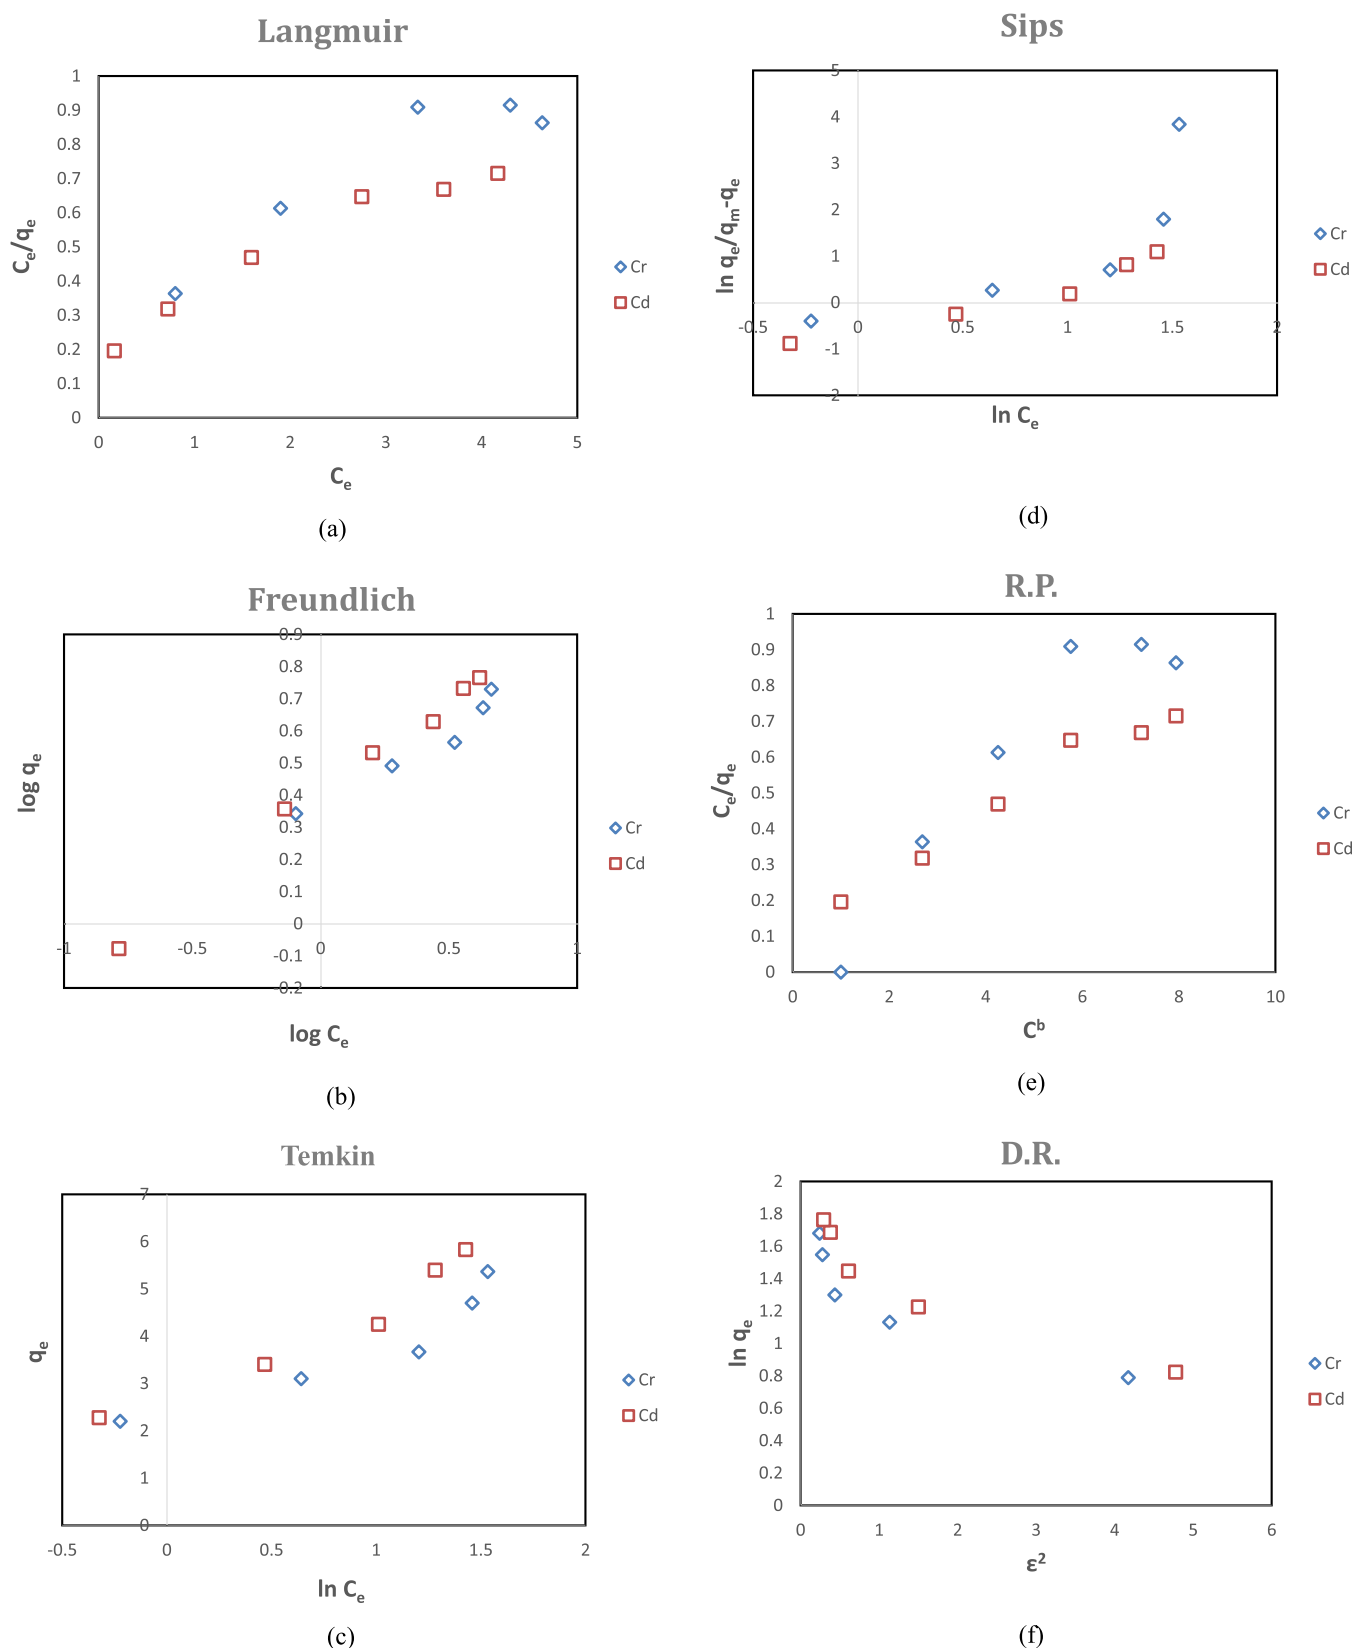 Langmuir
1
0.9
0.8
0.7
0.6
0.5
0.4
0.3
0.2
0.1
0
0 1 2 3 4 5
Cₑ/qₑ
Cₑ
Cr
Cd
(a)
Sips
5
4
3
2
1
0
-1
-2
-0.5 0 0.5 1 1.5 2
ln qₑ/qₘ-qₑ
ln Cₑ
Cr
Cd
(d)
Freundlich
0.9
0.8
0.7
0.6
0.5
0.4
0.3
0.2
0.1
0
-0.1
-0.2
-1 -0.5 0 0.5 1
log qₑ
log Cₑ
Cr
Cd
(b)
R.P.
1
0.9
0.8
0.7
0.6
0.5
0.4
0.3
0.2
0.1
0
0 2 4 6 8 10
Cₑ/qₑ
Cᵇ
Cr
Cd
(e)
Temkin
7
6
5
4
3
2
1
0
-0.5 0 0.5 1 1.5 2
qₑ
ln Cₑ
Cr
Cd
(c)
D.R.
2
1.8
1.6
1.4
1.2
1
0.8
0.6
0.4
0.2
0
0 1 2 3 4 5 6
ln qₑ
ε²
Cr
Cd
(f)